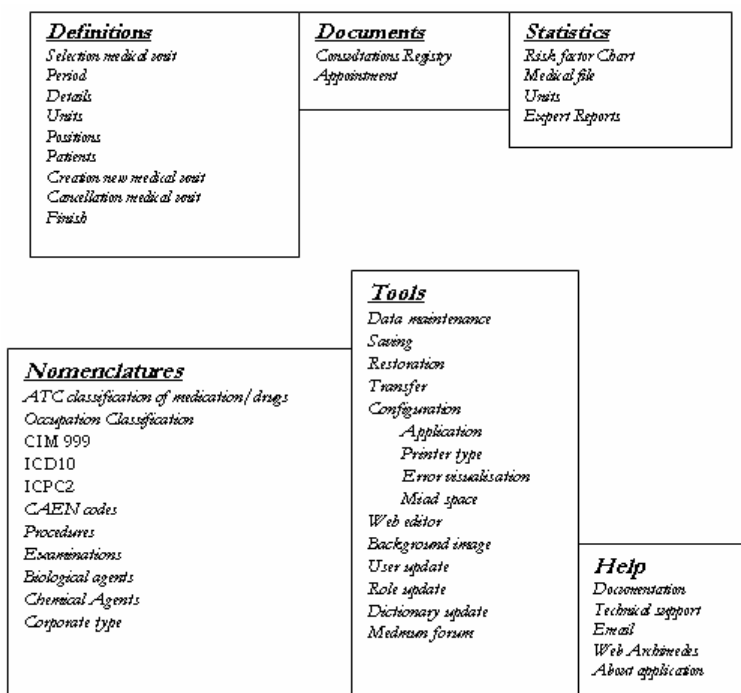 Definitions
Selection medical unit
Period
Details
Units
Positions
Patients
Creation new medical unit
Cancellation medical unit
Finish
Documents
Consultations Registry
Appointment
Statistics
Risk factor Chart
Medical file
Units
Expert Reports
Nomenclatures
ATC classification of medication/drugs
Occupation Classification
CIM 999
ICD10
ICPC2
CAEN codes
Procedures
Examinations
Biological agents
Chemical Agents
Corporate type
Tools
Data maintenance
Saving
Restoration
Transfer
Configuration
Application
Printer type
Error visualisation
Miad space
Web editor
Background image
User update
Role update
Dictionary update
Medmun forum
Help
Documentation
Technical support
Email
Web Archimedes
About application